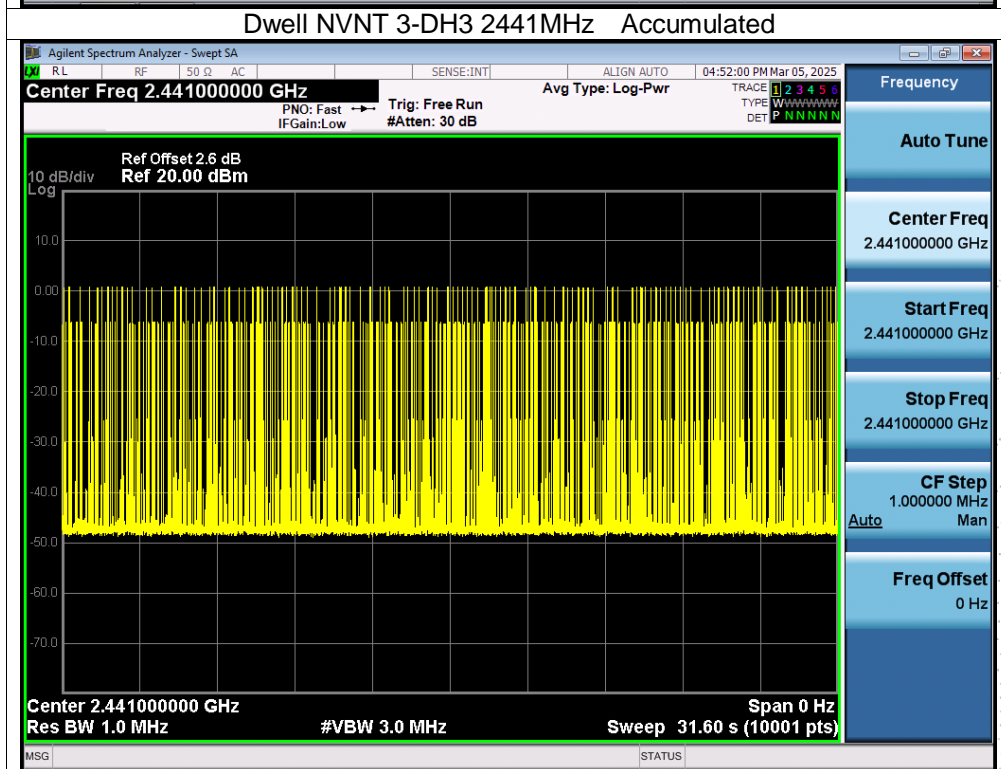 Dwell NVNT 3-DH3 2441MHz Accumulated
Agilent Spectrum Analyzer - Swept SA
LXI RL RF 50 Ω AC SENSE:INT ALIGN AUTO 04:52:00 PM Mar 05, 2025
Center Freq 2.441000000 GHz
PNO: Fast
IFGain:Low
Trig: Free Run
#Atten: 30 dB
Avg Type: Log-Pwr
TRACE 1 2 3 4 5 6
TYPE WWWWWW
DET P N N N N N
Frequency
Auto Tune
Center Freq
2.441000000 GHz
Start Freq
2.441000000 GHz
Stop Freq
2.441000000 GHz
CF Step
1.000000 MHz
Auto Man
Freq Offset
0 Hz
Ref Offset 2.6 dB
10 dB/div Ref 20.00 dBm
Log
10.0
0.00
-10.0
-20.0
-30.0
-40.0
-50.0
-60.0
-70.0
Center 2.441000000 GHz Span 0 Hz
Res BW 1.0 MHz #VBW 3.0 MHz Sweep 31.60 s (10001 pts)
MSG STATUS